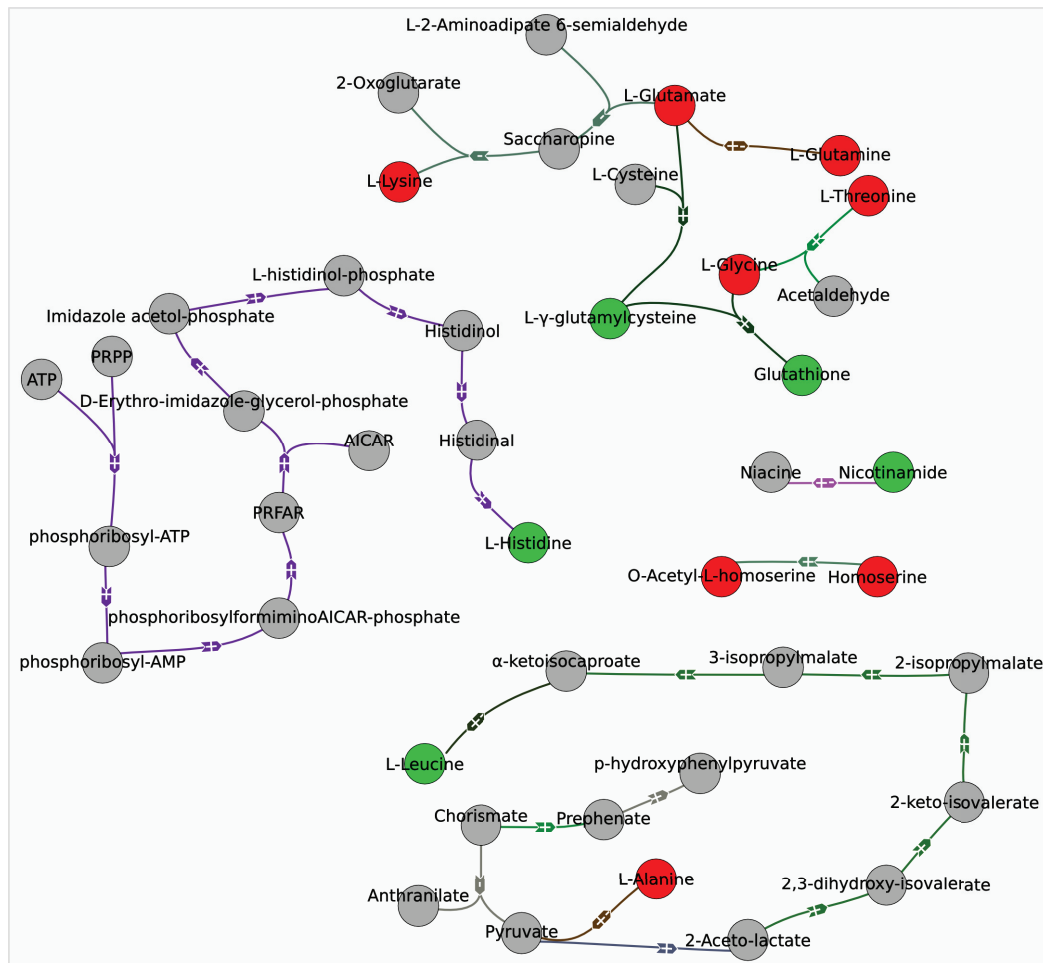 L-2-Aminoadipate 6-semialdehyde
2-Oxoglutarate
L-Glutamate
Saccharopine
L-Glutamine
L-Cysteine
L-Lysine
L-Threonine
L-Glycine
L-histidinol-phosphate
Acetaldehyde
Imidazole acetol-phosphate
L-γ-glutamylcysteine
Histidinol
PRPP
ATP
Glutathione
D-Erythro-imidazole-glycerol-phosphate
AICAR
Histidinal
Niacine
Nicotinamide
PRFAR
phosphoribosyl-ATP
L-Histidine
O-Acetyl-L-homoserine
Homoserine
phosphoribosylformiminoAICAR-phosphate
phosphoribosyl-AMP
α-ketoisocaproate
3-isopropylmalate
2-isopropylmalate
L-Leucine
p-hydroxyphenylpyruvate
2-keto-isovalerate
Chorismate
Prephenate
L-Alanine
2,3-dihydroxy-isovalerate
Anthranilate
Pyruvate
2-Aceto-lactate